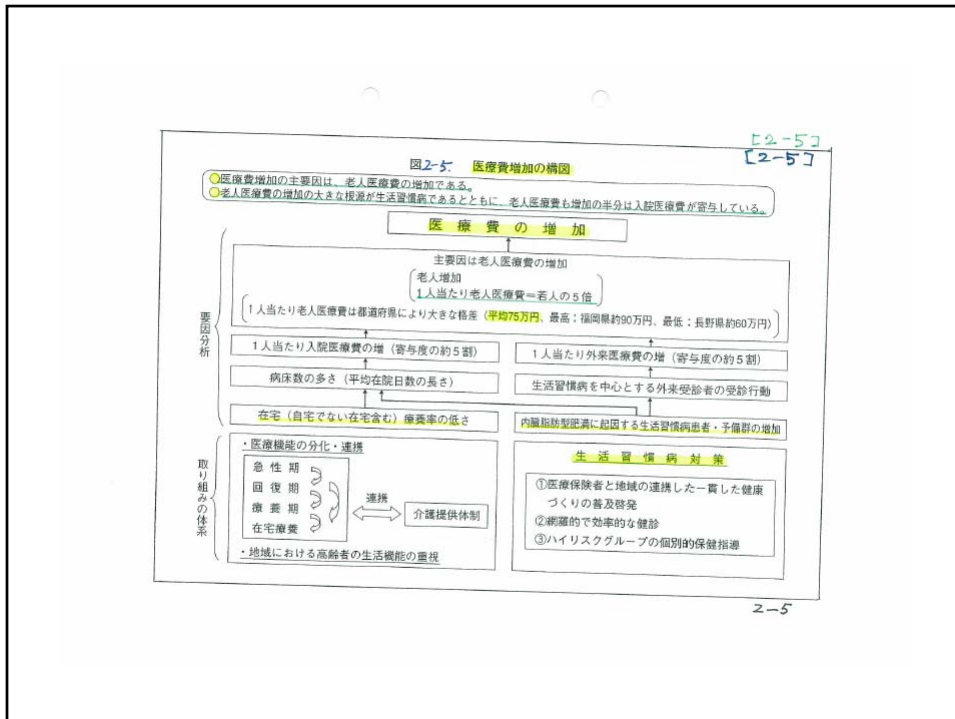 [2-5]
[2-5]
図2-5. 医療費増加の構図
○医療費増加の主要因は、老人医療費の増加である。
○老人医療費の増加の大きな根源が生活習慣病であるとともに、老人医療費も増加の半分は入院医療費が寄与している。
医療費の増加
主要因は老人医療費の増加
老人増加
1人当たり老人医療費=若人の5倍
1人当たり老人医療費は都道府県により大きな格差(平均75万円、最高:福岡県約90万円、最低:長野県約60万円)
要因分析
1人当たり入院医療費の増(寄与度の約5割)
1人当たり外来医療費の増(寄与度の約5割)
病床数の多さ(平均在院日数の長さ)
生活習慣病を中心とする外来受診者の受診行動
在宅(自宅でない在宅含む)療養率の低さ
内臓脂肪型肥満に起因する生活習慣病患者・予備群の増加
取り組みの体系
・医療機能の分化・連携
急性期
回復期
療養期
在宅療養
連携
介護提供体制
・地域における高齢者の生活機能の重視
生活習慣病対策
①医療保険者と地域の連携した一貫した健康
づくりの普及啓発
②網羅的で効率的な健診
③ハイリスクグループの個別的保健指導
2-5